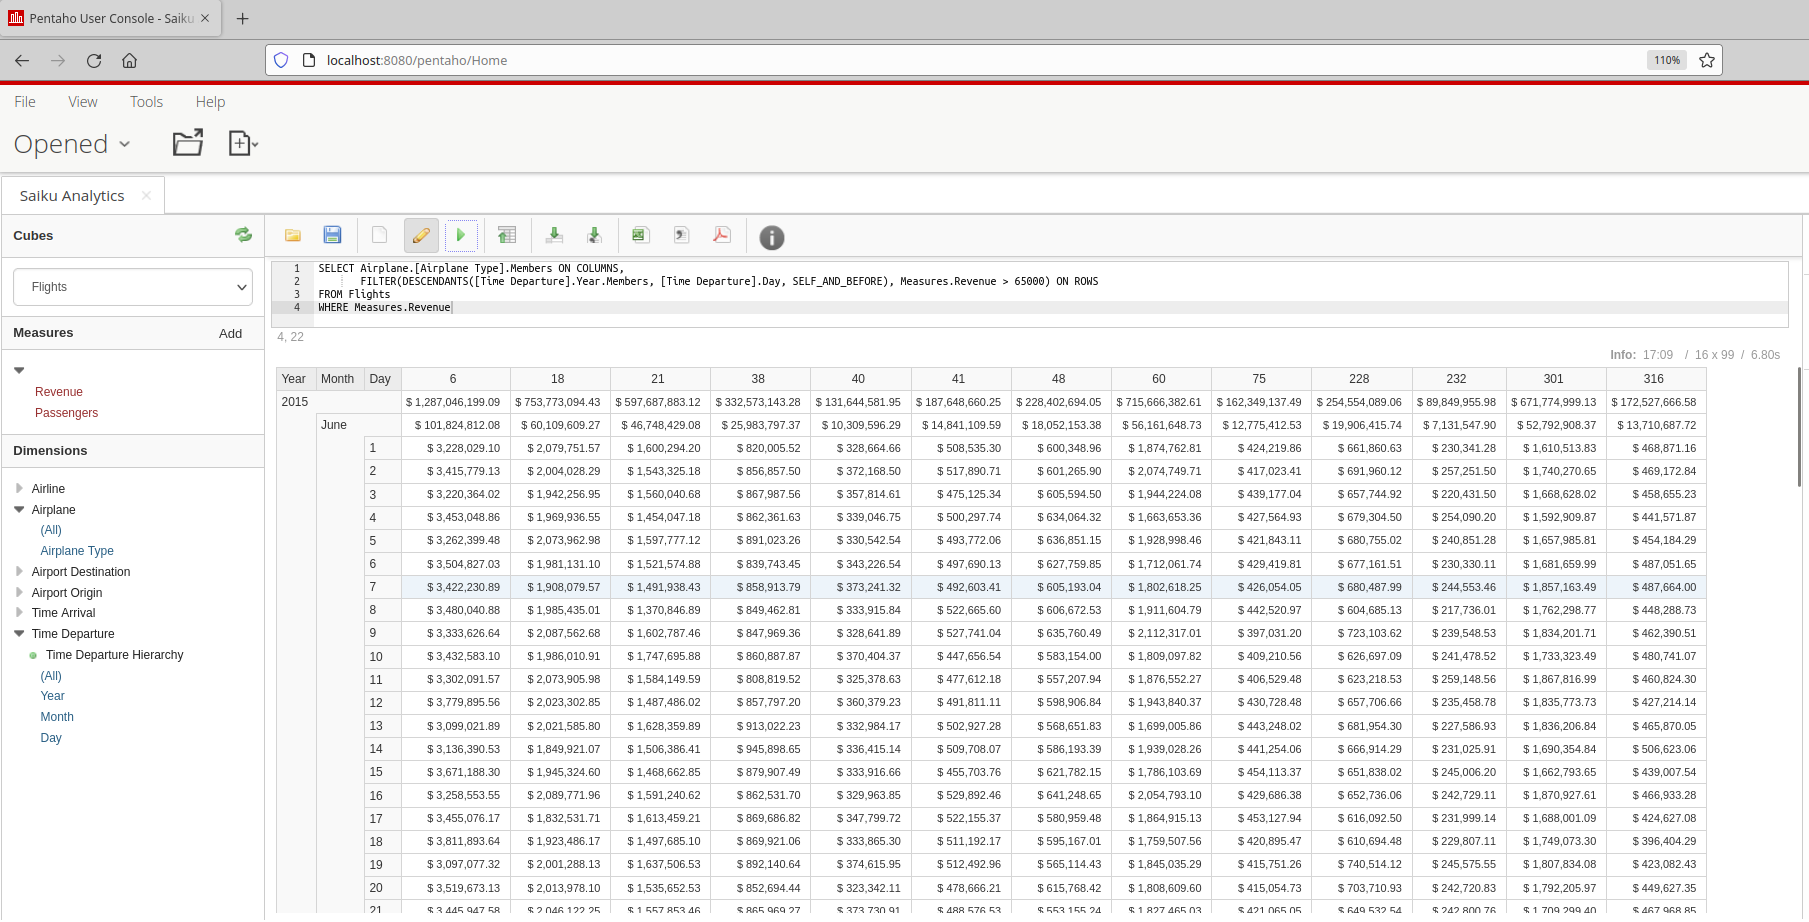 Pentaho User Console - Saiku
localhost:8080/pentaho/Home
110%
File View Tools Help
Opened
Saiku Analytics
Cubes
Flights
Measures Add
Revenue
Passengers
Dimensions
Airline
Airplane
(All)
Airplane Type
Airport Destination
Airport Origin
Time Arrival
Time Departure
Time Departure Hierarchy
(All)
Year
Month
Day
1 SELECT Airplane.[Airplane Type].Members ON COLUMNS,
2 FILTER(DESCENDANTS([Time Departure].Year.Members, [Time Departure].Day, SELF_AND_BEFORE), Measures.Revenue > 65000) ON ROWS
3 FROM Flights
4 WHERE Measures.Revenue
4, 22
Info: 17:09 / 16 x 99 / 6.80s
Year Month Day 6 18 21 38 40 41 48 60 75 228 232 301 316
2015 $ 1,287,046,199.09 $ 753,773,094.43 $ 597,687,883.12 $ 332,573,143.28 $ 131,644,581.95 $ 187,648,660.25 $ 228,402,694.05 $ 715,666,382.61 $ 162,349,137.49 $ 254,554,089.06 $ 89,849,955.98 $ 671,774,999.13 $ 172,527,666.58
June $ 101,824,812.08 $ 60,109,609.27 $ 46,748,429.08 $ 25,983,797.37 $ 10,309,596.29 $ 14,841,109.59 $ 18,052,153.38 $ 56,161,648.73 $ 12,775,412.53 $ 19,906,415.74 $ 7,131,547.90 $ 52,792,908.37 $ 13,710,687.72
1 $ 3,228,029.10 $ 2,079,751.57 $ 1,600,294.20 $ 820,005.52 $ 328,664.66 $ 508,535.30 $ 600,348.96 $ 1,874,762.81 $ 424,219.86 $ 661,860.63 $ 230,341.28 $ 1,610,513.83 $ 468,871.16
2 $ 3,415,779.13 $ 2,004,028.29 $ 1,543,325.18 $ 856,857.50 $ 372,168.50 $ 517,890.71 $ 601,265.90 $ 2,074,749.71 $ 417,023.41 $ 691,960.12 $ 257,251.50 $ 1,740,270.65 $ 469,172.84
3 $ 3,220,364.02 $ 1,942,256.95 $ 1,560,040.68 $ 867,987.56 $ 357,814.61 $ 475,125.34 $ 605,594.50 $ 1,944,224.08 $ 439,177.04 $ 657,744.92 $ 220,431.50 $ 1,668,628.02 $ 458,655.23
4 $ 3,453,048.86 $ 1,969,936.55 $ 1,454,047.18 $ 862,361.63 $ 339,046.75 $ 500,297.74 $ 634,064.32 $ 1,663,653.36 $ 427,564.93 $ 679,304.50 $ 254,090.20 $ 1,592,909.87 $ 441,571.87
5 $ 3,262,399.48 $ 2,073,962.98 $ 1,597,777.12 $ 891,023.26 $ 330,542.54 $ 493,772.06 $ 636,851.15 $ 1,928,998.46 $ 421,843.11 $ 680,755.02 $ 240,851.28 $ 1,657,985.81 $ 454,184.29
6 $ 3,504,827.03 $ 1,981,131.10 $ 1,521,574.88 $ 839,743.45 $ 343,226.54 $ 497,690.13 $ 627,759.85 $ 1,712,061.74 $ 429,419.81 $ 677,161.51 $ 230,330.11 $ 1,681,659.99 $ 487,051.65
7 $ 3,422,230.89 $ 1,908,079.57 $ 1,491,938.43 $ 858,913.79 $ 373,241.32 $ 492,603.41 $ 605,193.04 $ 1,802,618.25 $ 426,054.05 $ 680,487.99 $ 244,553.46 $ 1,857,163.49 $ 487,664.00
8 $ 3,480,040.88 $ 1,985,435.01 $ 1,370,846.89 $ 849,462.81 $ 333,915.84 $ 522,665.60 $ 606,672.53 $ 1,911,604.79 $ 442,520.97 $ 604,685.13 $ 217,736.01 $ 1,762,298.77 $ 448,288.73
9 $ 3,333,626.64 $ 2,087,562.68 $ 1,602,787.46 $ 847,969.36 $ 328,641.89 $ 527,741.04 $ 635,760.49 $ 2,112,317.01 $ 397,031.20 $ 723,103.62 $ 239,548.53 $ 1,834,201.71 $ 462,390.51
10 $ 3,432,583.10 $ 1,986,010.91 $ 1,747,695.88 $ 860,887.87 $ 370,404.37 $ 447,656.54 $ 583,154.00 $ 1,809,097.82 $ 409,210.56 $ 626,697.09 $ 241,478.52 $ 1,733,323.49 $ 480,741.07
11 $ 3,302,091.57 $ 2,073,905.98 $ 1,584,149.59 $ 808,819.52 $ 325,378.63 $ 477,612.18 $ 557,207.94 $ 1,876,552.27 $ 406,529.48 $ 623,218.53 $ 259,148.56 $ 1,867,816.99 $ 460,824.30
12 $ 3,779,895.56 $ 2,023,302.85 $ 1,487,486.02 $ 857,797.20 $ 360,379.23 $ 491,811.11 $ 598,906.84 $ 1,943,840.37 $ 430,728.48 $ 657,706.66 $ 235,458.78 $ 1,835,773.73 $ 427,214.14
13 $ 3,099,021.89 $ 2,021,585.80 $ 1,628,359.89 $ 913,022.23 $ 332,984.17 $ 502,927.28 $ 568,651.83 $ 1,699,005.86 $ 443,248.02 $ 681,954.30 $ 227,586.93 $ 1,836,206.84 $ 465,870.05
14 $ 3,136,390.53 $ 1,849,921.07 $ 1,506,386.41 $ 945,898.65 $ 336,415.14 $ 509,708.07 $ 586,193.39 $ 1,939,028.26 $ 441,254.06 $ 666,914.29 $ 231,025.91 $ 1,690,354.84 $ 506,623.06
15 $ 3,671,188.30 $ 1,945,324.60 $ 1,468,662.85 $ 879,907.49 $ 333,916.66 $ 455,703.76 $ 621,782.15 $ 1,786,103.69 $ 454,113.37 $ 651,838.02 $ 245,006.20 $ 1,662,793.65 $ 439,007.54
16 $ 3,258,553.55 $ 2,089,771.96 $ 1,591,240.62 $ 862,531.70 $ 329,963.85 $ 529,892.46 $ 641,248.65 $ 2,054,793.10 $ 429,686.38 $ 652,736.06 $ 242,729.11 $ 1,870,927.61 $ 466,933.28
17 $ 3,455,076.17 $ 1,832,531.71 $ 1,613,459.21 $ 869,686.82 $ 347,799.72 $ 522,155.37 $ 580,959.48 $ 1,864,915.13 $ 453,127.94 $ 616,092.50 $ 231,999.14 $ 1,688,001.09 $ 424,627.08
18 $ 3,811,893.64 $ 1,923,486.17 $ 1,497,685.10 $ 869,921.06 $ 333,865.30 $ 511,192.17 $ 595,167.01 $ 1,759,507.56 $ 420,895.47 $ 610,694.48 $ 229,807.11 $ 1,749,073.30 $ 396,404.29
19 $ 3,097,077.32 $ 2,001,288.13 $ 1,637,506.53 $ 892,140.64 $ 374,615.95 $ 512,492.96 $ 565,114.43 $ 1,845,035.29 $ 415,751.26 $ 740,514.12 $ 245,575.55 $ 1,807,834.08 $ 423,082.43
20 $ 3,519,673.13 $ 2,013,978.10 $ 1,535,652.53 $ 852,694.44 $ 323,342.11 $ 478,666.21 $ 615,768.42 $ 1,808,609.60 $ 415,054.73 $ 703,710.93 $ 242,720.83 $ 1,792,205.97 $ 449,627.35
21 $ 3,445,947.58 $ 2,046,122.25 $ 1,557,853.46 $ 865,969.27 $ 373,730.91 $ 488,576.53 $ 553,155.24 $ 1,827,465.03 $ 421,065.05 $ 649,532.54 $ 242,800.76 $ 1,709,299.40 $ 467,968.85